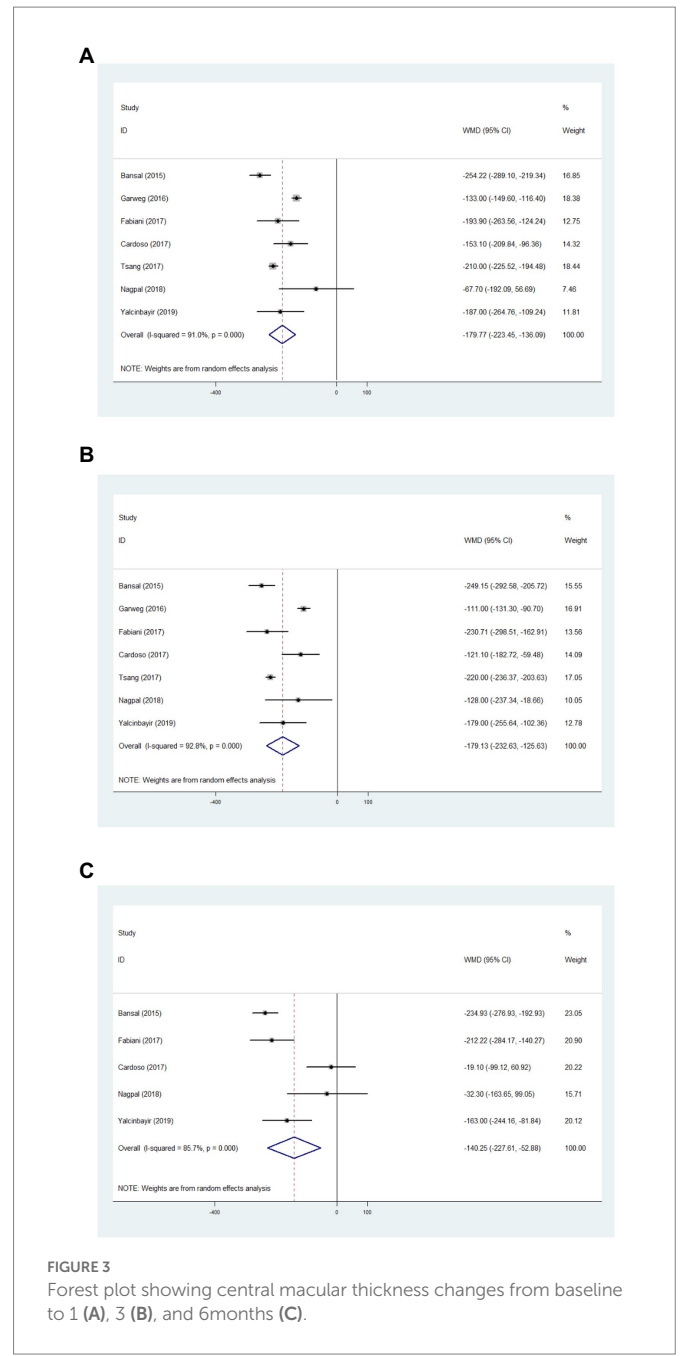 A
Study %
ID WMD (95% CI) Weight
Bansal (2015) -254.22 (-289.10, -219.34) 16.85
Garweg (2016) -133.00 (-149.60, -116.40) 18.38
Fabiani (2017) -193.90 (-263.56, -124.24) 12.75
Cardoso (2017) -153.10 (-209.84, -96.36) 14.32
Tsang (2017) -210.00 (-225.52, -194.48) 18.44
Nagpal (2018) -67.70 (-192.09, 56.69) 7.46
Yalcinbayir (2019) -187.00 (-264.76, -109.24) 11.81
Overall (I-squared = 91.0%, p = 0.000) -179.77 (-223.45, -136.09) 100.00
NOTE: Weights are from random effects analysis
-400 0 100
B
Study %
ID WMD (95% CI) Weight
Bansal (2015) -249.15 (-292.58, -205.72) 15.55
Garweg (2016) -111.00 (-131.30, -90.70) 16.91
Fabiani (2017) -230.71 (-298.51, -162.91) 13.56
Cardoso (2017) -121.10 (-182.72, -59.48) 14.09
Tsang (2017) -220.00 (-236.37, -203.63) 17.05
Nagpal (2018) -128.00 (-237.34, -18.66) 10.05
Yalcinbayir (2019) -179.00 (-255.64, -102.36) 12.78
Overall (I-squared = 92.8%, p = 0.000) -179.13 (-232.63, -125.63) 100.00
NOTE: Weights are from random effects analysis
-400 0 100
C
Study %
ID WMD (95% CI) Weight
Bansal (2015) -234.93 (-276.93, -192.93) 23.05
Fabiani (2017) -212.22 (-284.17, -140.27) 20.90
Cardoso (2017) -19.10 (-99.12, 60.92) 20.22
Nagpal (2018) -32.30 (-163.65, 99.05) 15.71
Yalcinbayir (2019) -163.00 (-244.16, -81.84) 20.12
Overall (I-squared = 85.7%, p = 0.000) -140.25 (-227.61, -52.88) 100.00
NOTE: Weights are from random effects analysis
-400 0 100
FIGURE 3
Forest plot showing central macular thickness changes from baseline
to 1 (A), 3 (B), and 6months (C).